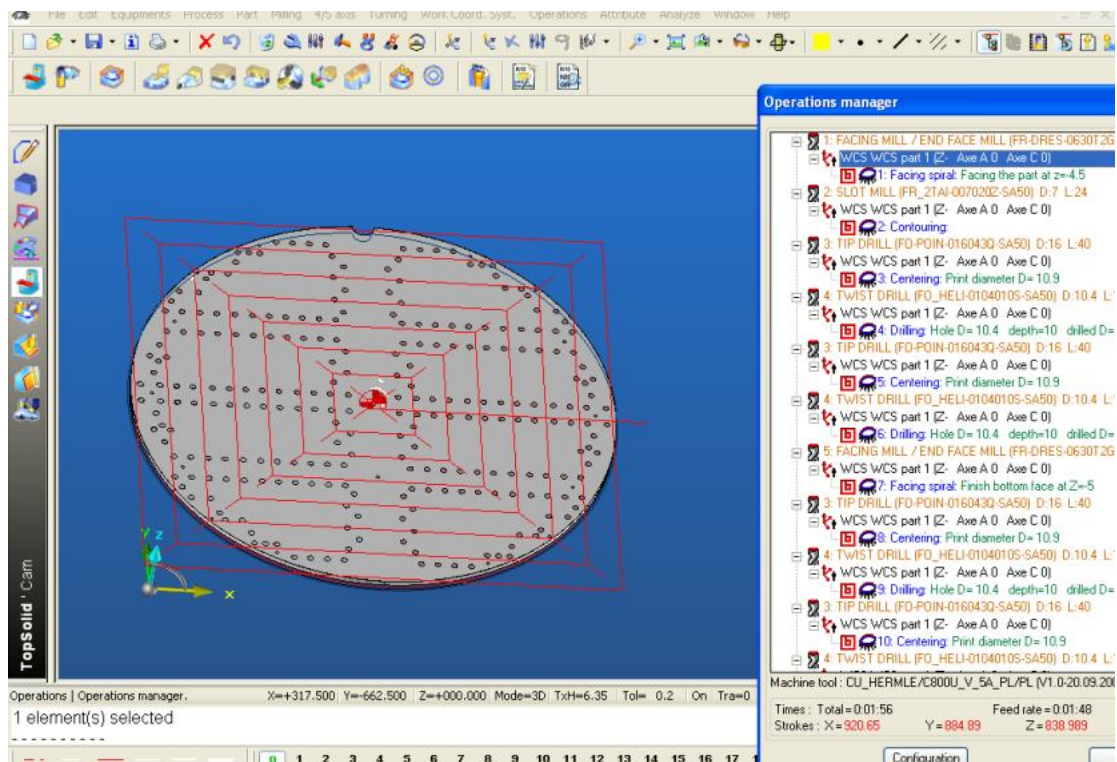 File Edit Equipments Process Part Milling 4/5 axis Turning Work Coord. Syst. Operations Attribute Analyze Window Help
Operations manager
1: FACING MILL / END FACE MILL (FR-DRES-0630T2G
WCS WCS part 1 (Z- Axe A 0 Axe C 0)
1: Facing spiral: Facing the part at z=-4.5
2: SLOT MILL (FR_2TAI-007020Z-SA50) D:7 L:24
WCS WCS part 1 (Z- Axe A 0 Axe C 0)
2: Contouring:
3: TIP DRILL (FO-POIN-016043Q-SA50) D:16 L:40
WCS WCS part 1 (Z- Axe A 0 Axe C 0)
3: Centering: Print diameter D= 10.9
4: TWIST DRILL (FO_HELI-010401OS-SA50) D:10.4 L:
WCS WCS part 1 (Z- Axe A 0 Axe C 0)
4: Drilling: Hole D= 10.4 depth=10 drilled D=
3: TIP DRILL (FO-POIN-016043Q-SA50) D:16 L:40
WCS WCS part 1 (Z- Axe A 0 Axe C 0)
5: Centering: Print diameter D= 10.9
4: TWIST DRILL (FO_HELI-010401OS-SA50) D:10.4 L:
WCS WCS part 1 (Z- Axe A 0 Axe C 0)
6: Drilling: Hole D= 10.4 depth=10 drilled D=
5: FACING MILL / END FACE MILL (FR-DRES-0630T2G
WCS WCS part 1 (Z- Axe A 0 Axe C 0)
7: Facing spiral: Finish bottom face at Z=-5
3: TIP DRILL (FO-POIN-016043Q-SA50) D:16 L:40
WCS WCS part 1 (Z- Axe A 0 Axe C 0)
8: Centering: Print diameter D= 10.9
4: TWIST DRILL (FO_HELI-010401OS-SA50) D:10.4 L:
WCS WCS part 1 (Z- Axe A 0 Axe C 0)
9: Drilling: Hole D= 10.4 depth=10 drilled D=
3: TIP DRILL (FO-POIN-016043Q-SA50) D:16 L:40
WCS WCS part 1 (Z- Axe A 0 Axe C 0)
10: Centering: Print diameter D= 10.9
4: TWIST DRILL (FO_HELI-010401OS-SA50) D:10.4 L:
Machine tool : CU_HERMLE/C800U_V_5A_PL/PL (V1.0-20.09.200
Times : Total = 0:01:56 Feed rate = 0:01:48
Strokes : X = 920.65 Y = 884.89 Z = 838.989
Configuration
Y Z
X
TopSolid 'Cam
Operations | Operations manager. X=+317.500 Y=-662.500 Z=+000.000 Mode=3D TxH=6.35 Tol= 0.2 On Tra=0
1 element(s) selected
0 1 2 3 4 5 6 7 8 9 10 11 12 13 14 15 16 17 1